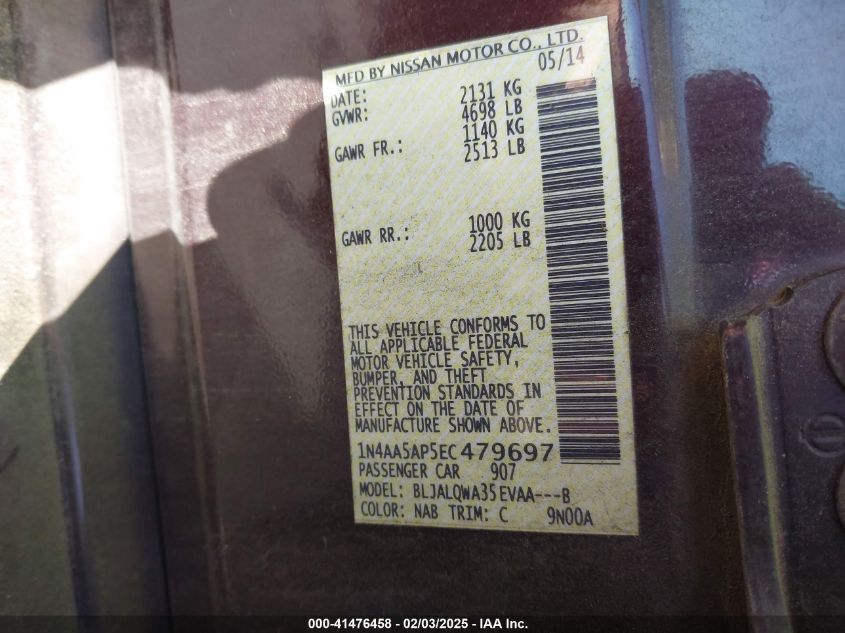 MFD BY NISSAN MOTOR CO., LTD.
DATE: 05/14
GVWR: 2131 KG
4698 LB
GAWR FR.: 1140 KG
2513 LB
GAWR RR.: 1000 KG
2205 LB
THIS VEHICLE CONFORMS TO
ALL APPLICABLE FEDERAL
MOTOR VEHICLE SAFETY,
BUMPER, AND THEFT
PREVENTION STANDARDS IN
EFFECT ON THE DATE OF
MANUFACTURE SHOWN ABOVE.
1N4AA5AP5EC479697
PASSENGER CAR 907
MODEL: BLJALQWA35EVAA---B
COLOR: NAB TRIM: C 9N00A
000-41476458 - 02/03/2025 - IAA Inc.